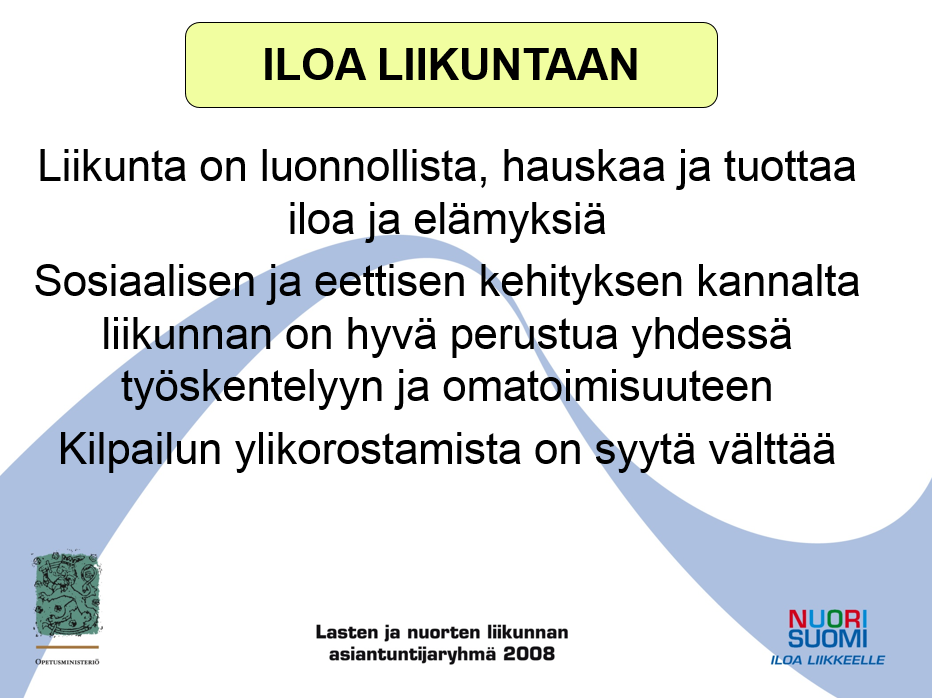 ILOA LIIKUNTAAN
Liikunta on luonnollista, hauskaa ja tuottaa
iloa ja elämyksiä
Sosiaalisen ja eettisen kehityksen kannalta
liikunnan on hyvä perustua yhdessä
työskentelyyn ja omatoimisuuteen
Kilpailun ylikorostamista on syytä välttää
OPETUSMINISTERIÖ
Lasten ja nuorten liikunnan
asiantuntijaryhmä 2008
NUORI
SUOMI
ILOA LIIKKEELLE